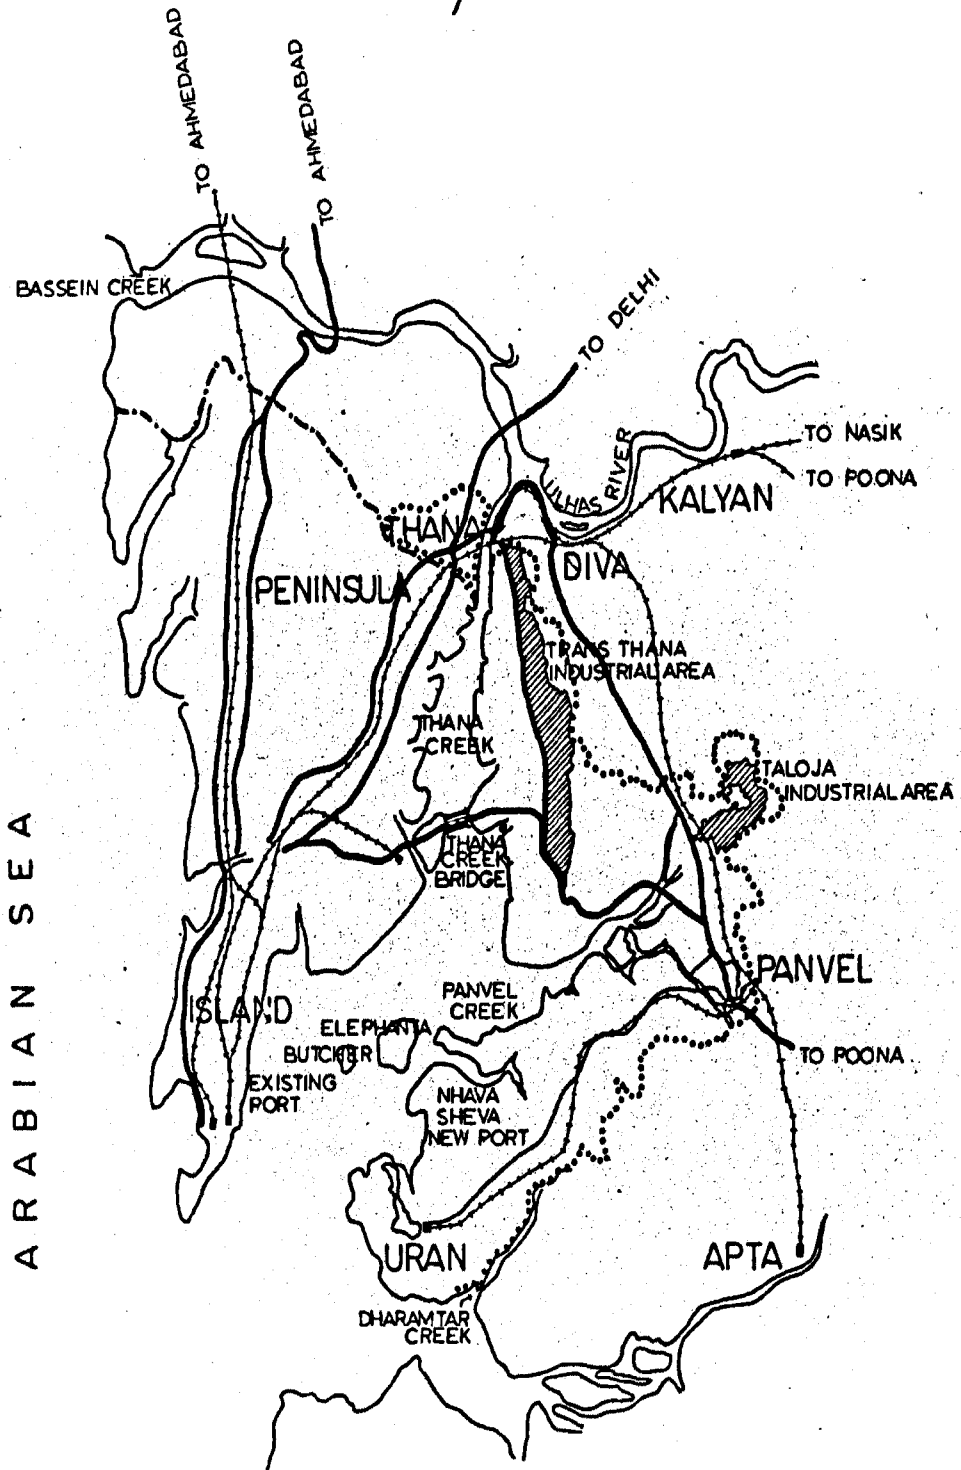 TO AHMEDABAD
TO AHMEDABAD
BASSEIN CREEK
TO DELHI
TO NASIK
TO POONA
ULHAS RIVER
KALYAN
THANA
DIVA
PENINSULA
TRANS THANA
INDUSTRIAL AREA
THANA
CREEK
TALOJA
INDUSTRIAL AREA
THANA
CREEK
BRIDGE
ARABIAN SEA
PANVEL
PANVEL
CREEK
ISLAND
ELEPHANTA
BUTCHER
TO POONA
EXISTING
PORT
NHAVA
SHEVA
NEW PORT
URAN
APTA
DHARAMTAR
CREEK